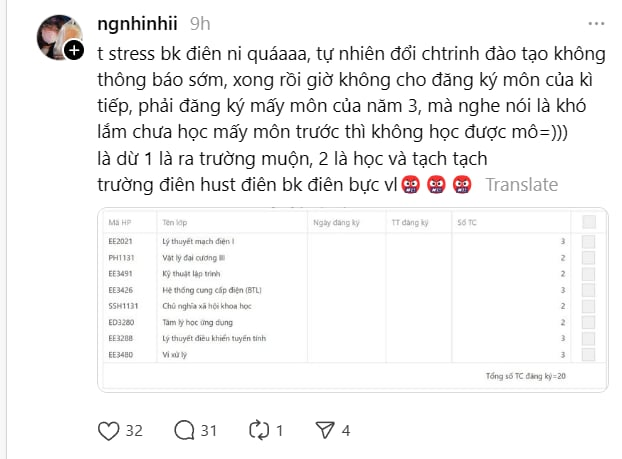 ngnhinhii 9h
t stress bk điên ni quáaaa, tự nhiên đổi chtrinh đào tạo không
thông báo sớm, xong rồi giờ không cho đăng ký môn của kì
tiếp, phải đăng ký mấy môn của năm 3, mà nghe nói là khó
lắm chưa học mấy môn trước thì không học được mô=)))
là dừ 1 là ra trường muộn, 2 là học và tạch tạch
trường điên hust điên bk điên bực vl Translate
Mã HP Tên lớp Ngày đăng ký TT đăng ký Số TC
EE2021 Lý thuyết mạch điện I 3
PH1131 Vật lý đại cương III 2
EE3491 Kỹ thuật lập trình 2
EE3426 Hệ thống cung cấp điện (BTL) 3
SSH1131 Chủ nghĩa xã hội khoa học 2
ED3280 Tâm lý học ứng dụng 2
EE3288 Lý thuyết điều khiển tuyến tính 3
EE3480 Vi xử lý 3
Tổng số TC đăng ký=20
32 31 1 4